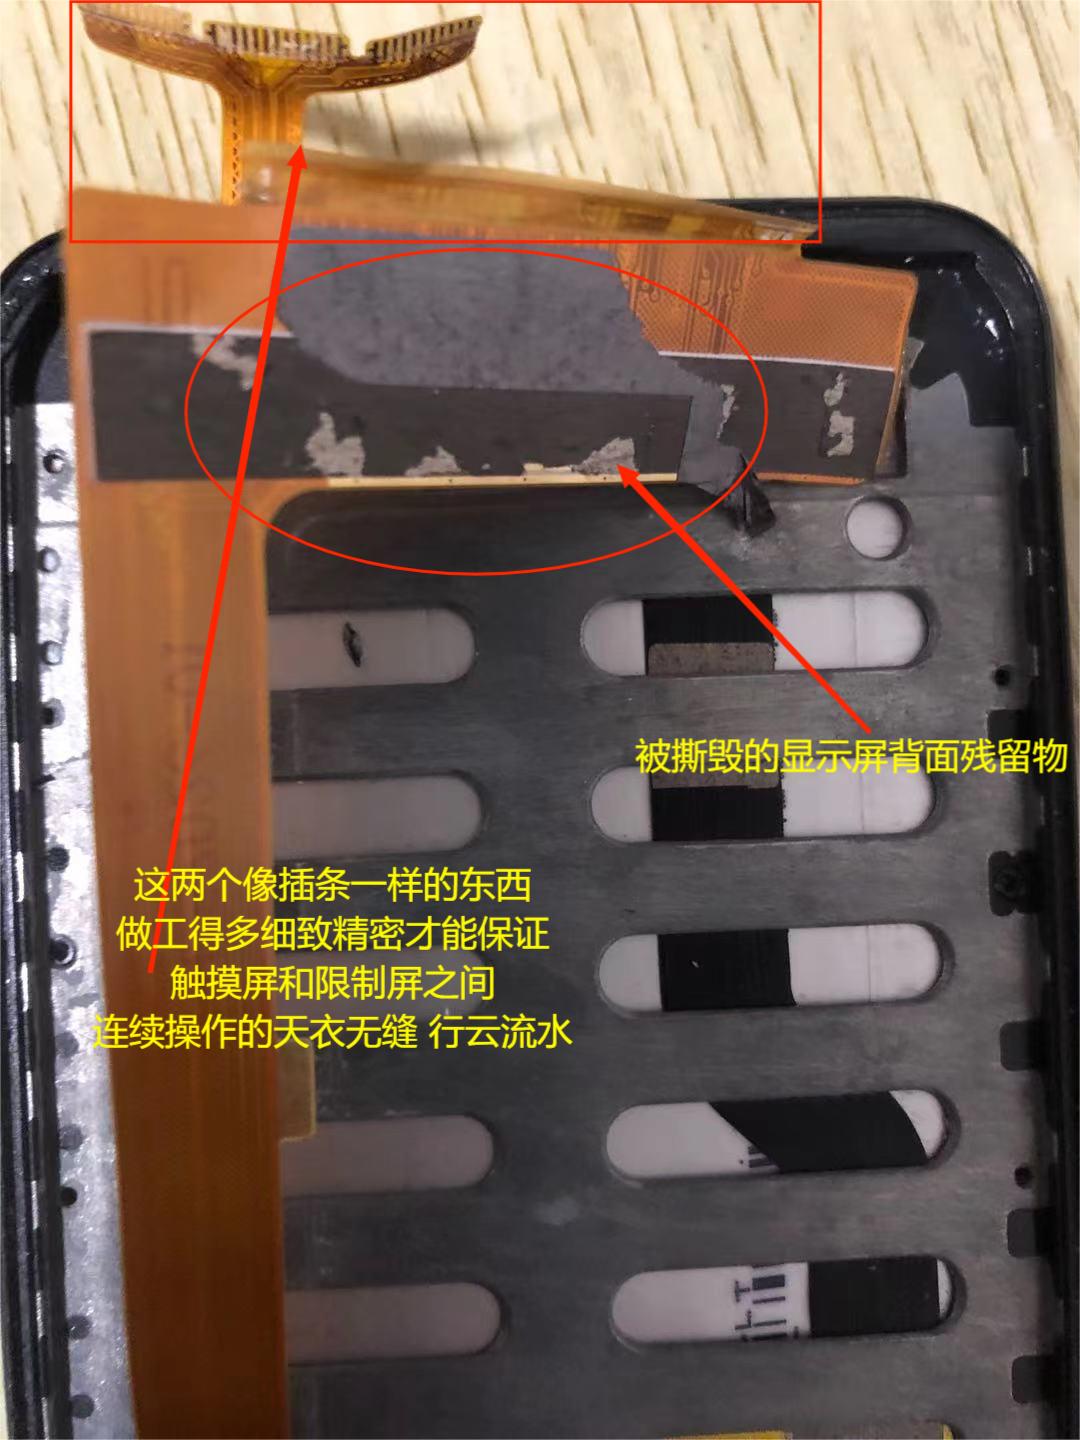 被撕毁的显示屏背面残留物
这两个像插条一样的东西
做工得多细致精密才能保证
触摸屏和限制屏之间
连续操作的天衣无缝 行云流水